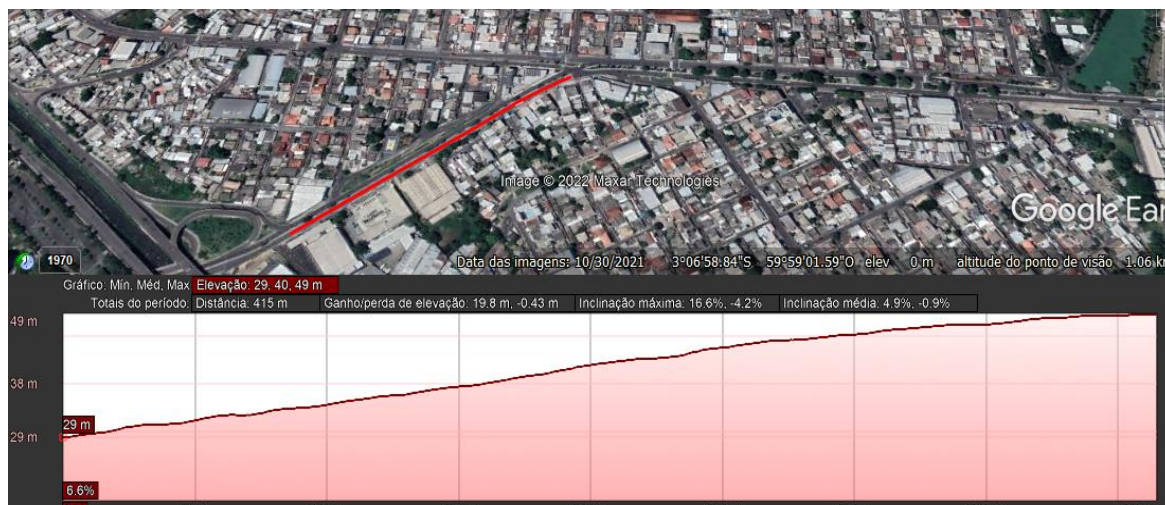 Image © 2022 Maxar Technologies
Google Ear
1970
Data das imagens: 10/30/2021 3°06'58.84"S 59°59'01.59"O elev 0 m altitude do ponto de visão 1.06 km
Gráfico: Mín, Méd, Max Elevação: 29, 40, 49 m
Totais do período: Distância: 415 m Ganho/perda de elevação: 19.8 m, -0.43 m Inclinação máxima: 16.6%, -4.2% Inclinação média: 4.9%, -0.9%
49 m
38 m
29 m
29 m
6.6%